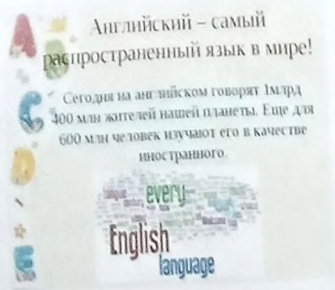 Английский – самый
распространенный язык в мире!
Сегодня на английском говорят 1млрд
400 млн жителей нашей планеты. Еще для
600 млн человек изучают его в качестве
иностранного.
every
English
language